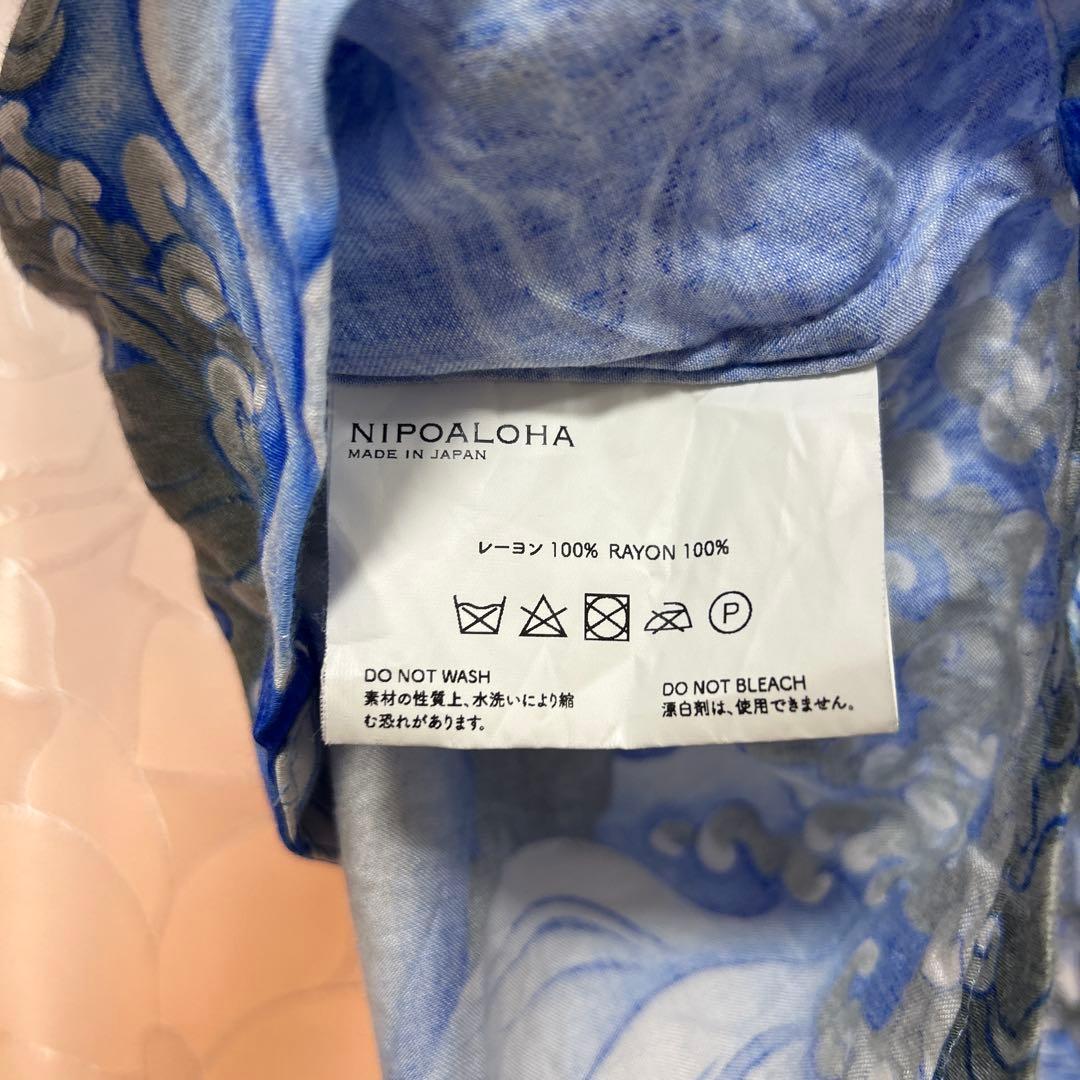 NIPOALOHA
MADE IN JAPAN
レーヨン 100% RAYON 100%
P
DO NOT WASH
素材の性質上、水洗いにより縮
む恐れがあります。
DO NOT BLEACH
漂白剤は、使用できません。